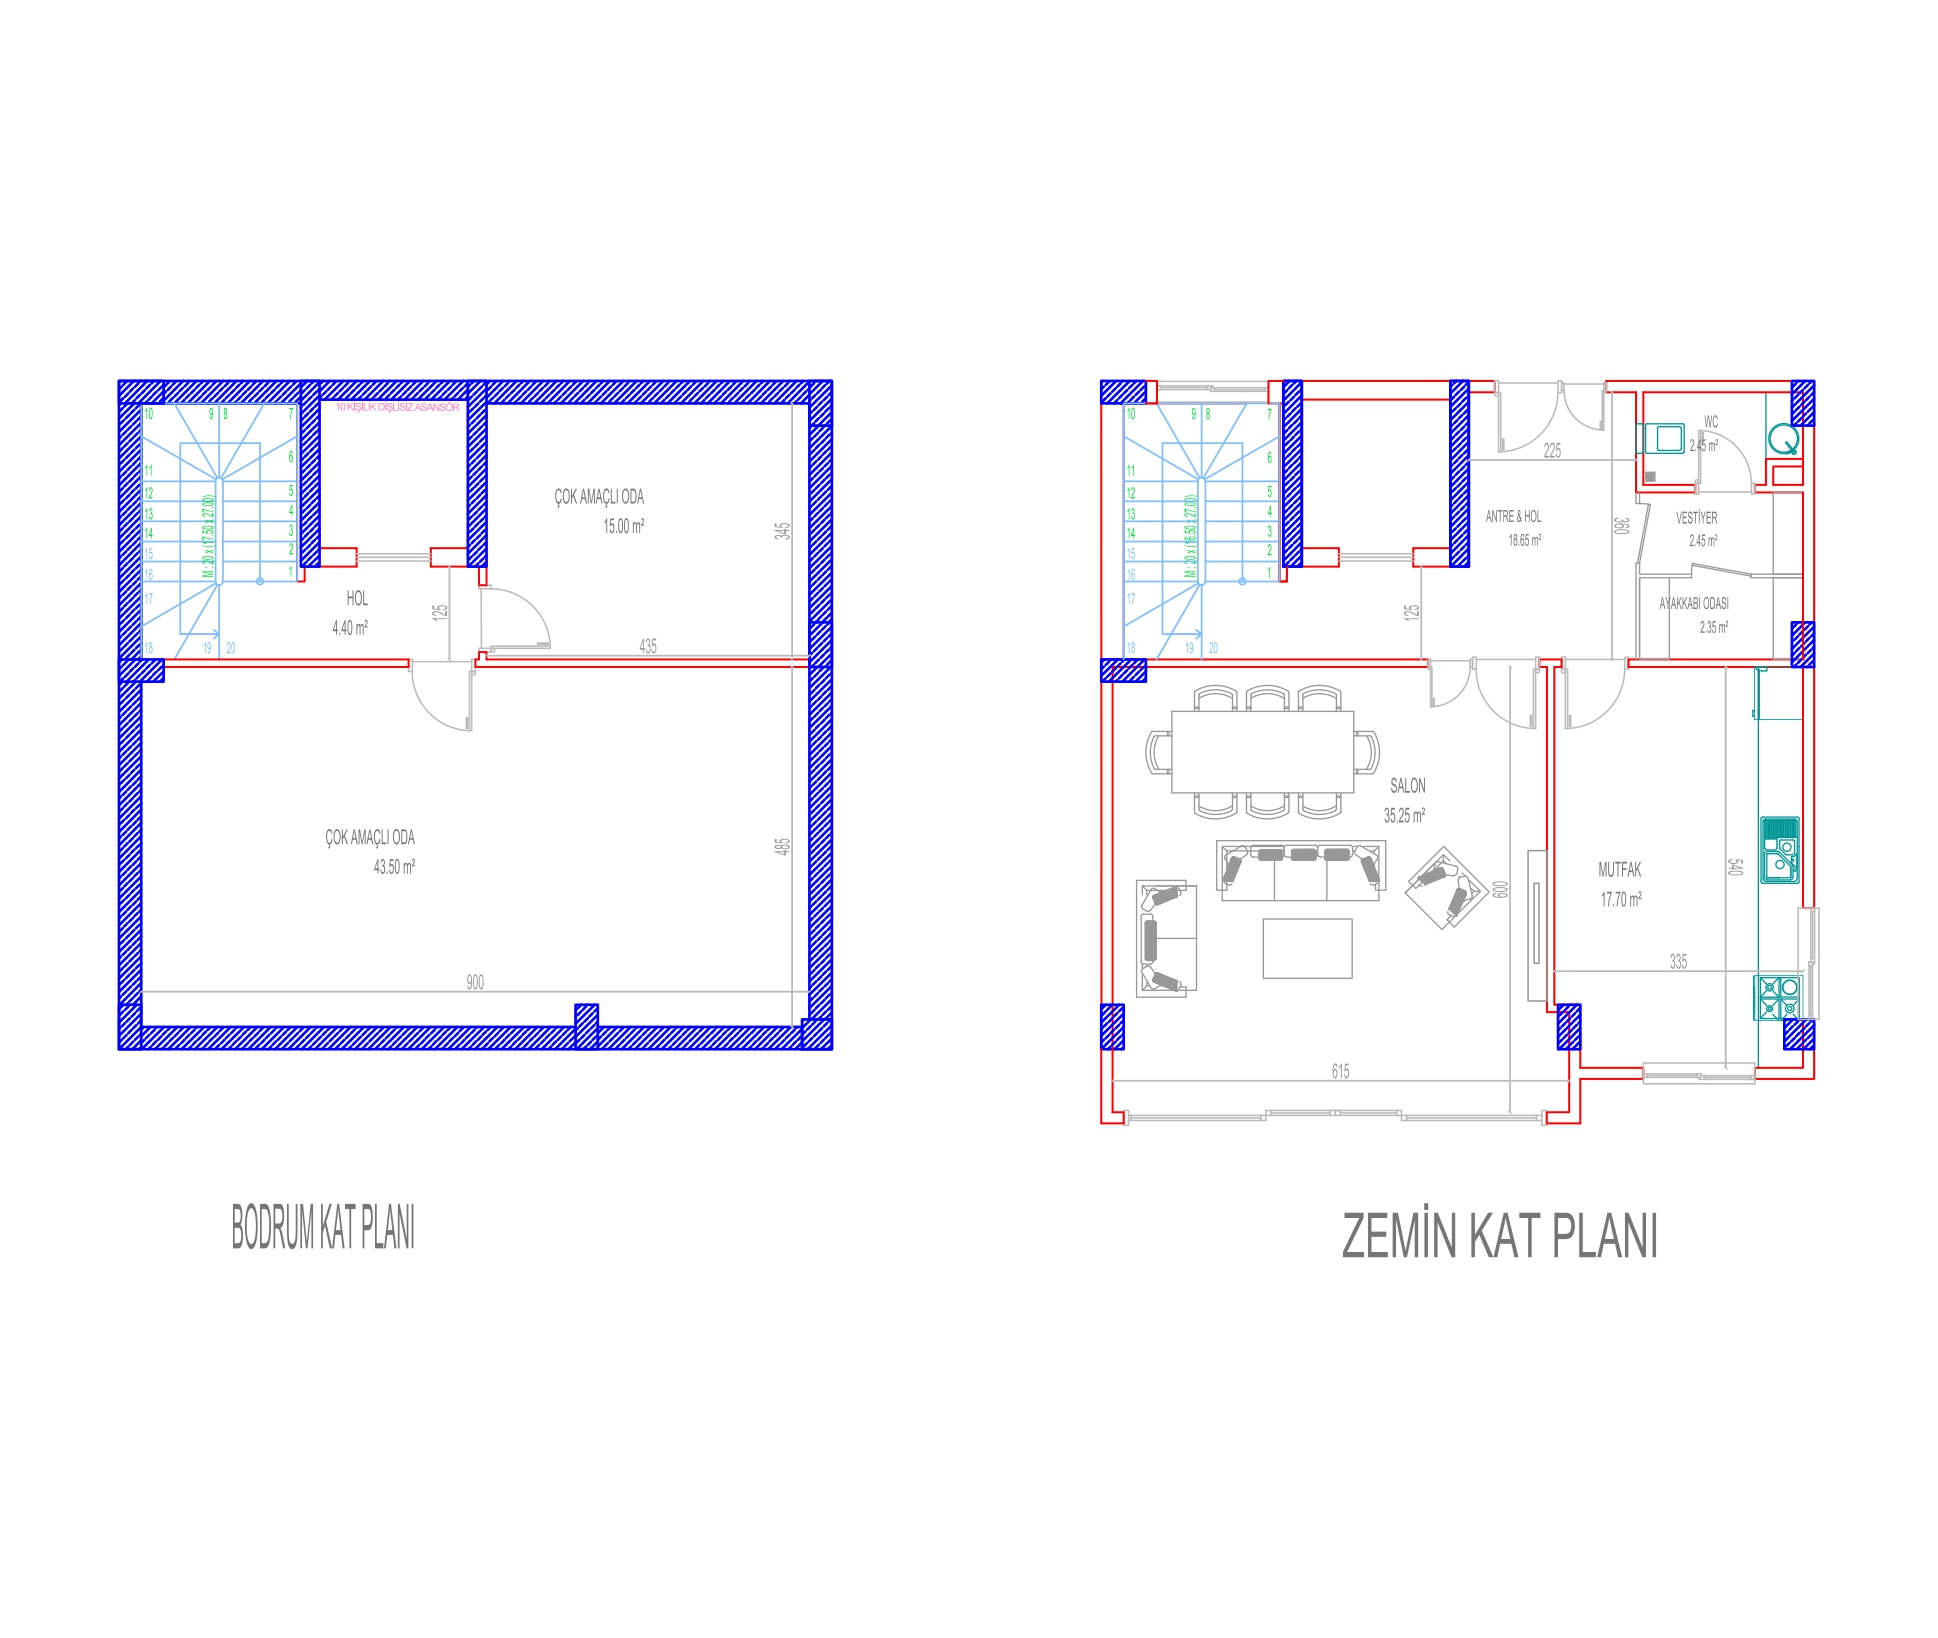 10 KİŞİLİK DİŞLİSİZ ASANSÖR
10
9
8
7
11
6
12
5
13
4
14
3
15
2
16
1
17
18
19
20
M : 20 x (17.50 x 27.00)
ÇOK AMAÇLI ODA
15.00 m²
345
435
HOL
4.40 m²
125
ÇOK AMAÇLI ODA
43.50 m²
485
900
BODRUM KAT PLANI
10
9
8
7
11
6
12
5
13
4
14
3
15
2
16
1
17
18
19
20
M : 20 x (16.50 x 27.00)
225
WC
2.45 m²
ANTRE & HOL
18.65 m²
360
VESTİYER
2.45 m²
AYAKKABI ODASI
2.35 m²
125
SALON
35.25 m²
600
615
MUTFAK
17.70 m²
540
335
ZEMİN KAT PLANI